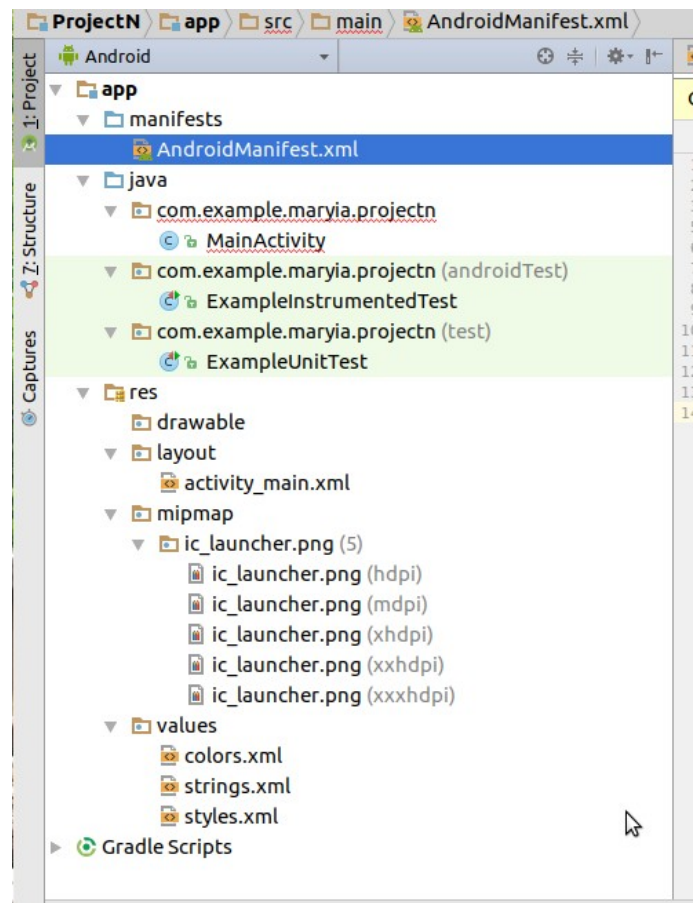 ProjectN app src main AndroidManifest.xml
Android
1: Project
Z: Structure
Captures
app
manifests
AndroidManifest.xml
java
com.example.maryia.projectn
MainActivity
com.example.maryia.projectn (androidTest)
ExampleInstrumentedTest
com.example.maryia.projectn (test)
ExampleUnitTest
res
drawable
layout
activity_main.xml
mipmap
ic_launcher.png (5)
ic_launcher.png (hdpi)
ic_launcher.png (mdpi)
ic_launcher.png (xhdpi)
ic_launcher.png (xxhdpi)
ic_launcher.png (xxxhdpi)
values
colors.xml
strings.xml
styles.xml
Gradle Scripts